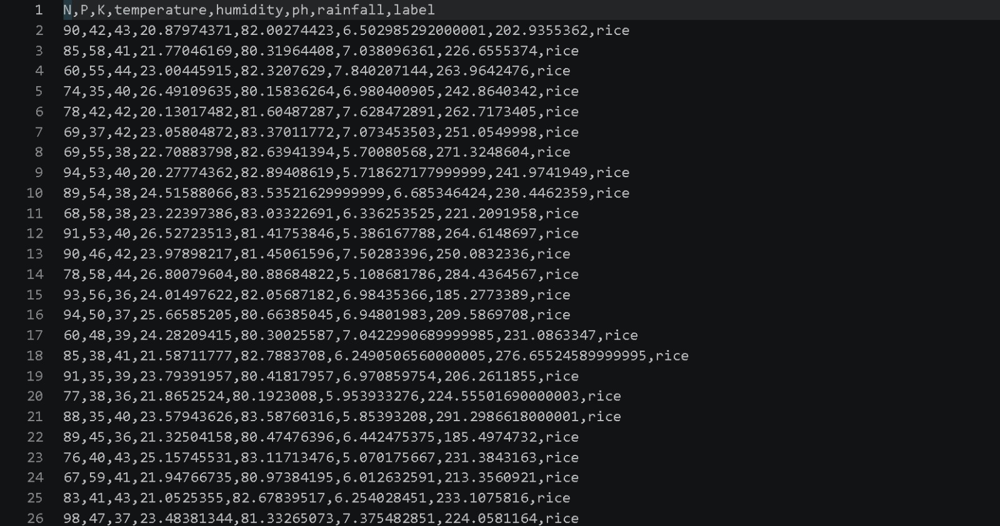 1 N,P,K,temperature,humidity,ph,rainfall,label
2 90,42,43,20.87974371,82.00274423,6.502985292000001,202.9355362,rice
3 85,58,41,21.77046169,80.31964408,7.038096361,226.6555374,rice
4 60,55,44,23.00445915,82.3207629,7.840207144,263.9642476,rice
5 74,35,40,26.49109635,80.15836264,6.980400905,242.8640342,rice
6 78,42,42,20.13017482,81.60487287,7.628472891,262.7173405,rice
7 69,37,42,23.05804872,83.37011772,7.073453503,251.0549998,rice
8 69,55,38,22.70883798,82.63941394,5.70080568,271.3248604,rice
9 94,53,40,20.27774362,82.89408619,5.718627177999999,241.9741949,rice
10 89,54,38,24.51588066,83.53521629999999,6.685346424,230.4462359,rice
11 68,58,38,23.22397386,83.03322691,6.336253525,221.2091958,rice
12 91,53,40,26.52723513,81.41753846,5.386167788,264.6148697,rice
13 90,46,42,23.97898217,81.45061596,7.50283396,250.0832336,rice
14 78,58,44,26.80079604,80.88684822,5.108681786,284.4364567,rice
15 93,56,36,24.01497622,82.05687182,6.98435366,185.2773389,rice
16 94,50,37,25.66585205,80.66385045,6.94801983,209.5869708,rice
17 60,48,39,24.28209415,80.30025587,7.0422990689999985,231.0863347,rice
18 85,38,41,21.58711777,82.7883708,6.2490506560000005,276.65524589999995,rice
19 91,35,39,23.79391957,80.41817957,6.970859754,206.2611855,rice
20 77,38,36,21.8652524,80.1923008,5.953933276,224.55501690000003,rice
21 88,35,40,23.57943626,83.58760316,5.85393208,291.2986618000001,rice
22 89,45,36,21.32504158,80.47476396,6.442475375,185.4974732,rice
23 76,40,43,25.15745531,83.11713476,5.070175667,231.3843163,rice
24 67,59,41,21.94766735,80.97384195,6.012632591,213.3560921,rice
25 83,41,43,21.0525355,82.67839517,6.254028451,233.1075816,rice
26 98,47,37,23.48381344,81.33265073,7.375482851,224.0581164,rice